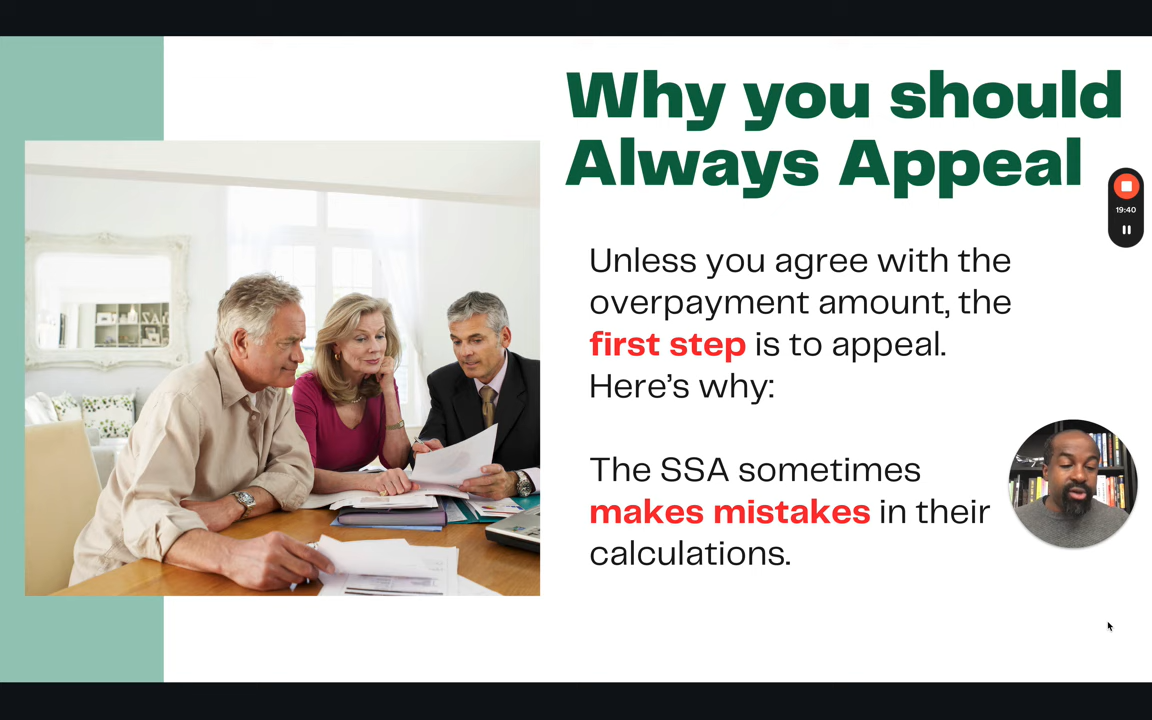 Why you should
Always Appeal
19:40
Unless you agree with the
overpayment amount, the
first step is to appeal.
Here’s why:
The SSA sometimes
makes mistakes in their
calculations.